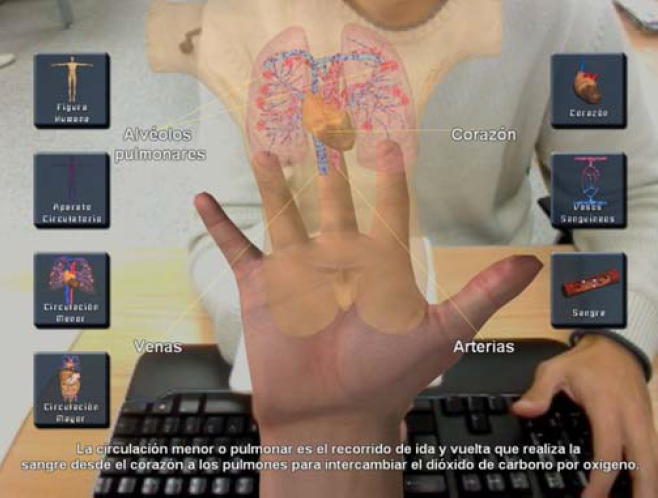 Figura
Humana
Alvéolos
pulmonares
Aparato
Circulatorio
Circulación
Menor
Venas
Circulación
Mayor
Corazón
Corazón
Vasos
Sanguíneos
Sangre
Arterias
La circulación menor o pulmonar es el recorrido de ida y vuelta que realiza la
sangre desde el corazón a los pulmones para intercambiar el dióxido de carbono por oxígeno.